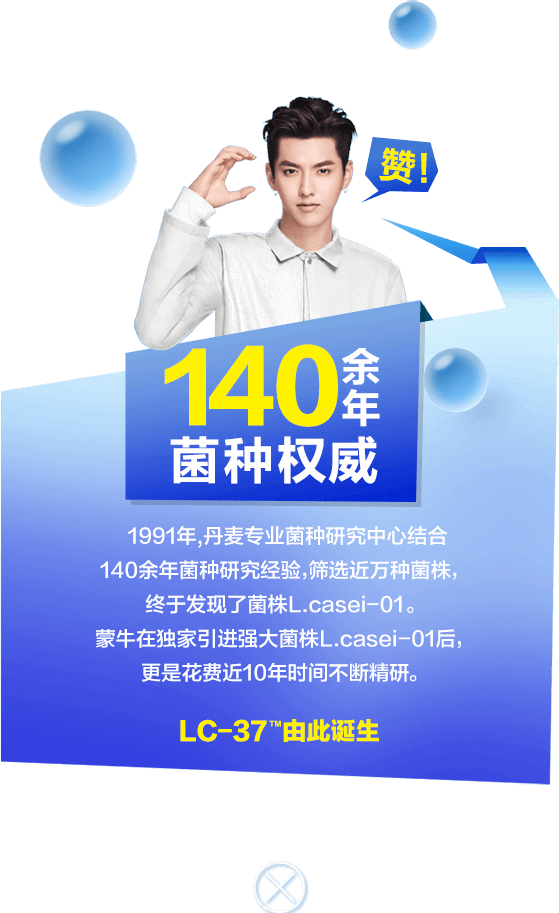 赞!
140余年
菌种权威
1991年,丹麦专业菌种研究中心结合
140余年菌种研究经验,筛选近万种菌株,
终于发现了菌株L.casei-01。
蒙牛在独家引进强大菌株L.casei-01后,
更是花费近10年时间不断精研。
LC-37™由此诞生